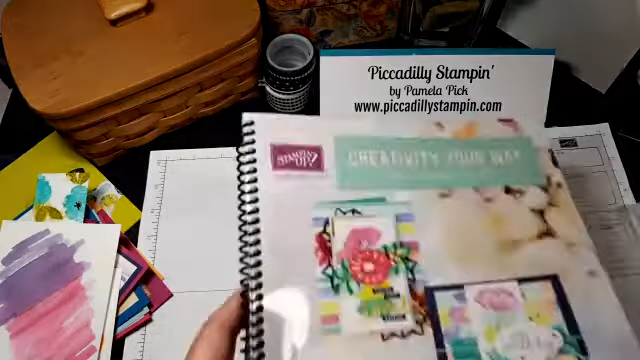 Piccadilly Stampin'
by Pamela Pick
www.piccadillystampin.com
STAMPIN' UP!
CREATIVITY YOUR WAY